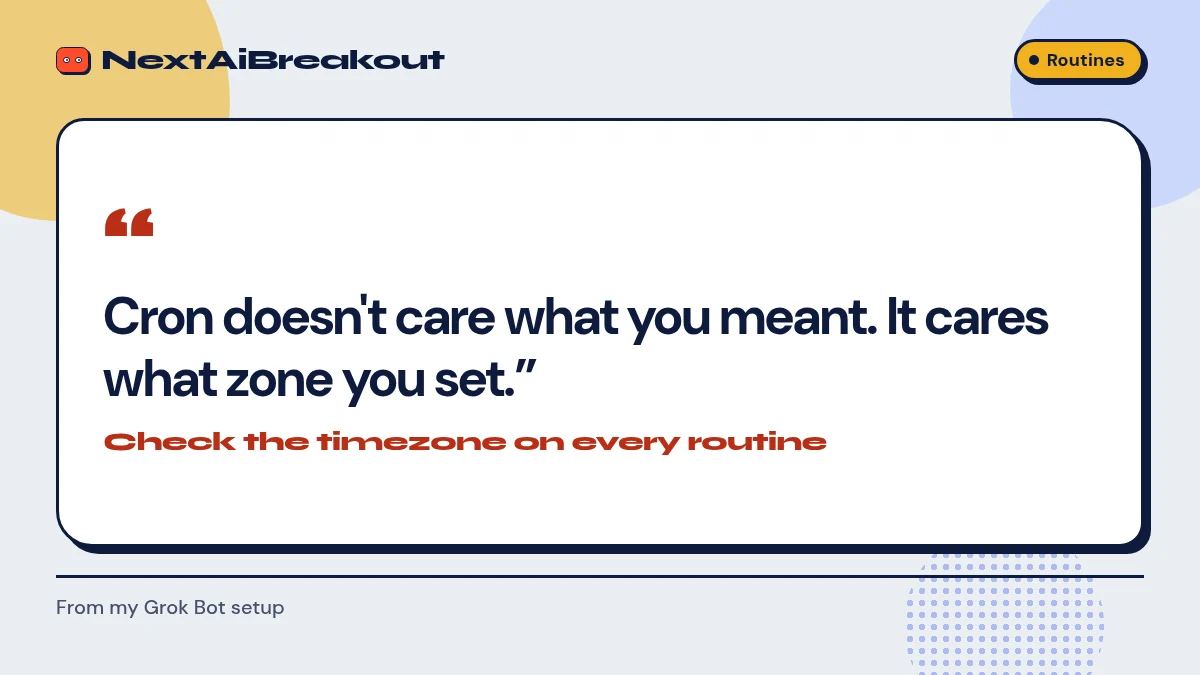 NextAiBreakout
Routines
“
Cron doesn't care what you meant. It cares
what zone you set.”
Check the timezone on every routine
From my Grok Bot setup